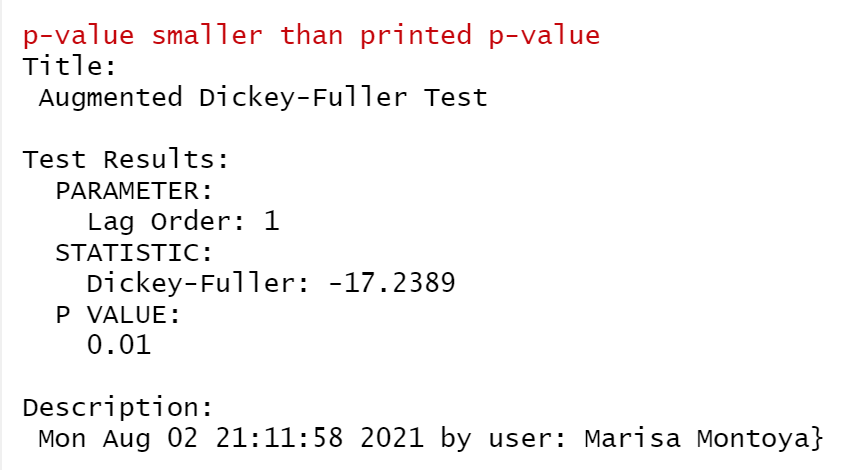 p-value smaller than printed p-value
Title:
Augmented Dickey-Fuller Test
Test Results:
PARAMETER:
Lag Order: 1
STATISTIC:
Dickey-Fuller: -17.2389
P VALUE:
0.01
Description:
Mon Aug 02 21:11:58 2021 by user: Marisa Montoya}